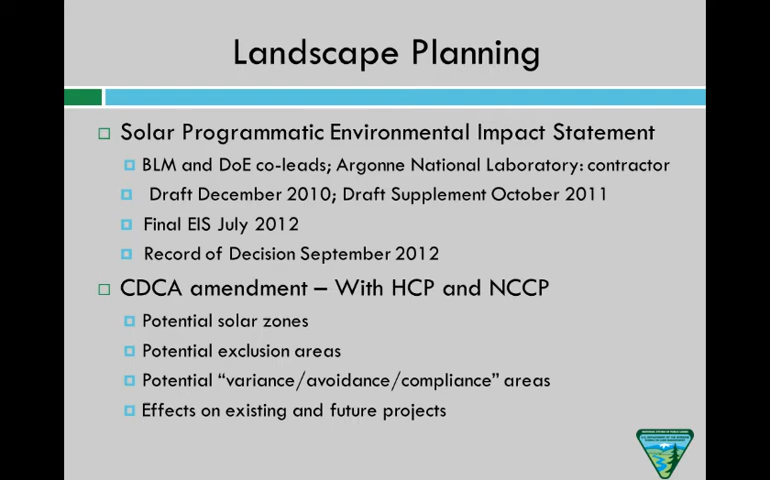 Landscape Planning
Solar Programmatic Environmental Impact Statement
BLM and DoE co-leads; Argonne National Laboratory: contractor
Draft December 2010; Draft Supplement October 2011
Final EIS July 2012
Record of Decision September 2012
CDCA amendment – With HCP and NCCP
Potential solar zones
Potential exclusion areas
Potential “variance/avoidance/compliance” areas
Effects on existing and future projects